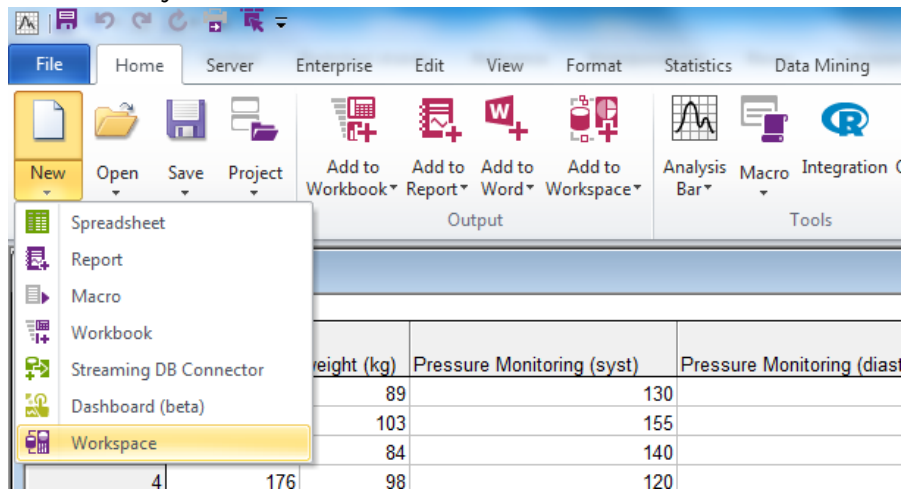 File Home Server Enterprise Edit View Format Statistics Data Mining
New Open Save Project Add to Workbook Add to Report Add to Word Add to Workspace Analysis Bar Macro Integration
Output Tools
Spreadsheet
Report
Macro
Workbook
Streaming DB Connector
Dashboard (beta)
Workspace
eight (kg) Pressure Monitoring (syst) Pressure Monitoring (diast
89 130
103 155
84 140
4 176 98 120